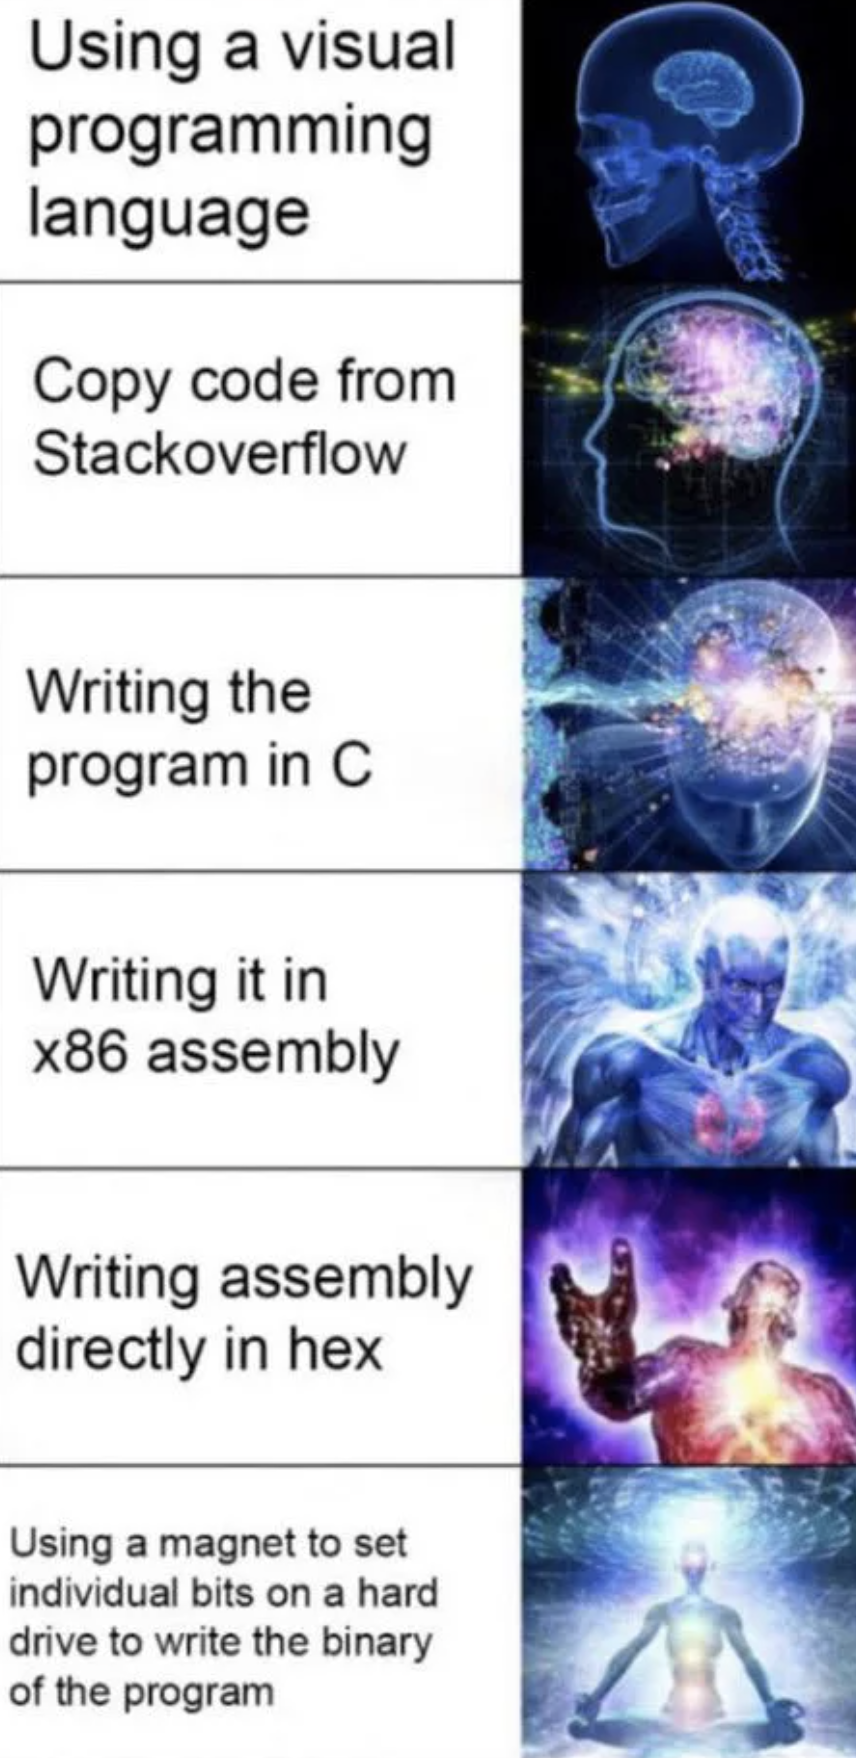 Using a visual
programming
language
Copy code from
Stackoverflow
Writing the
program in C
Writing it in
x86 assembly
Writing assembly
directly in hex
Using a magnet to set
individual bits on a hard
drive to write the binary
of the program